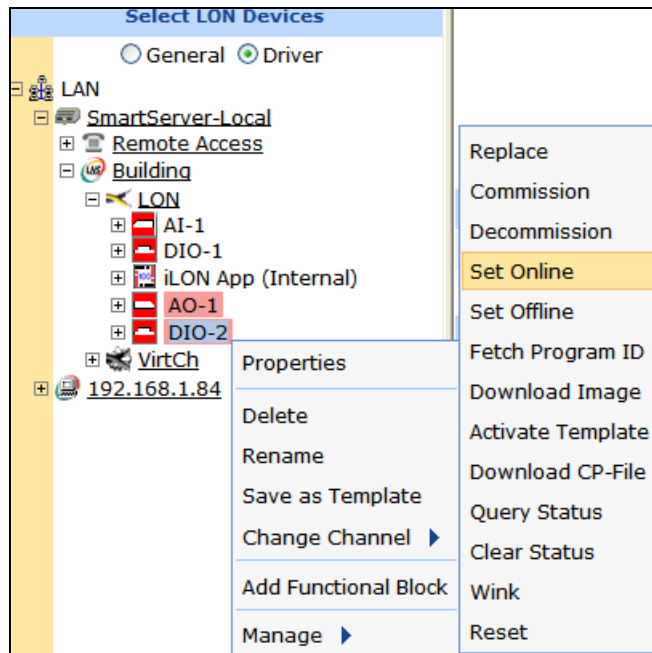 Select LON Devices
General Driver
LAN
SmartServer-Local
Remote Access
Building
LON
AI-1
DIO-1
iLON App (Internal)
AO-1
DIO-2
VirtCh
192.168.1.84
Properties
Delete
Rename
Save as Template
Change Channel
Add Functional Block
Manage
Replace
Commission
Decommission
Set Online
Set Offline
Fetch Program ID
Download Image
Activate Template
Download CP-File
Query Status
Clear Status
Wink
Reset